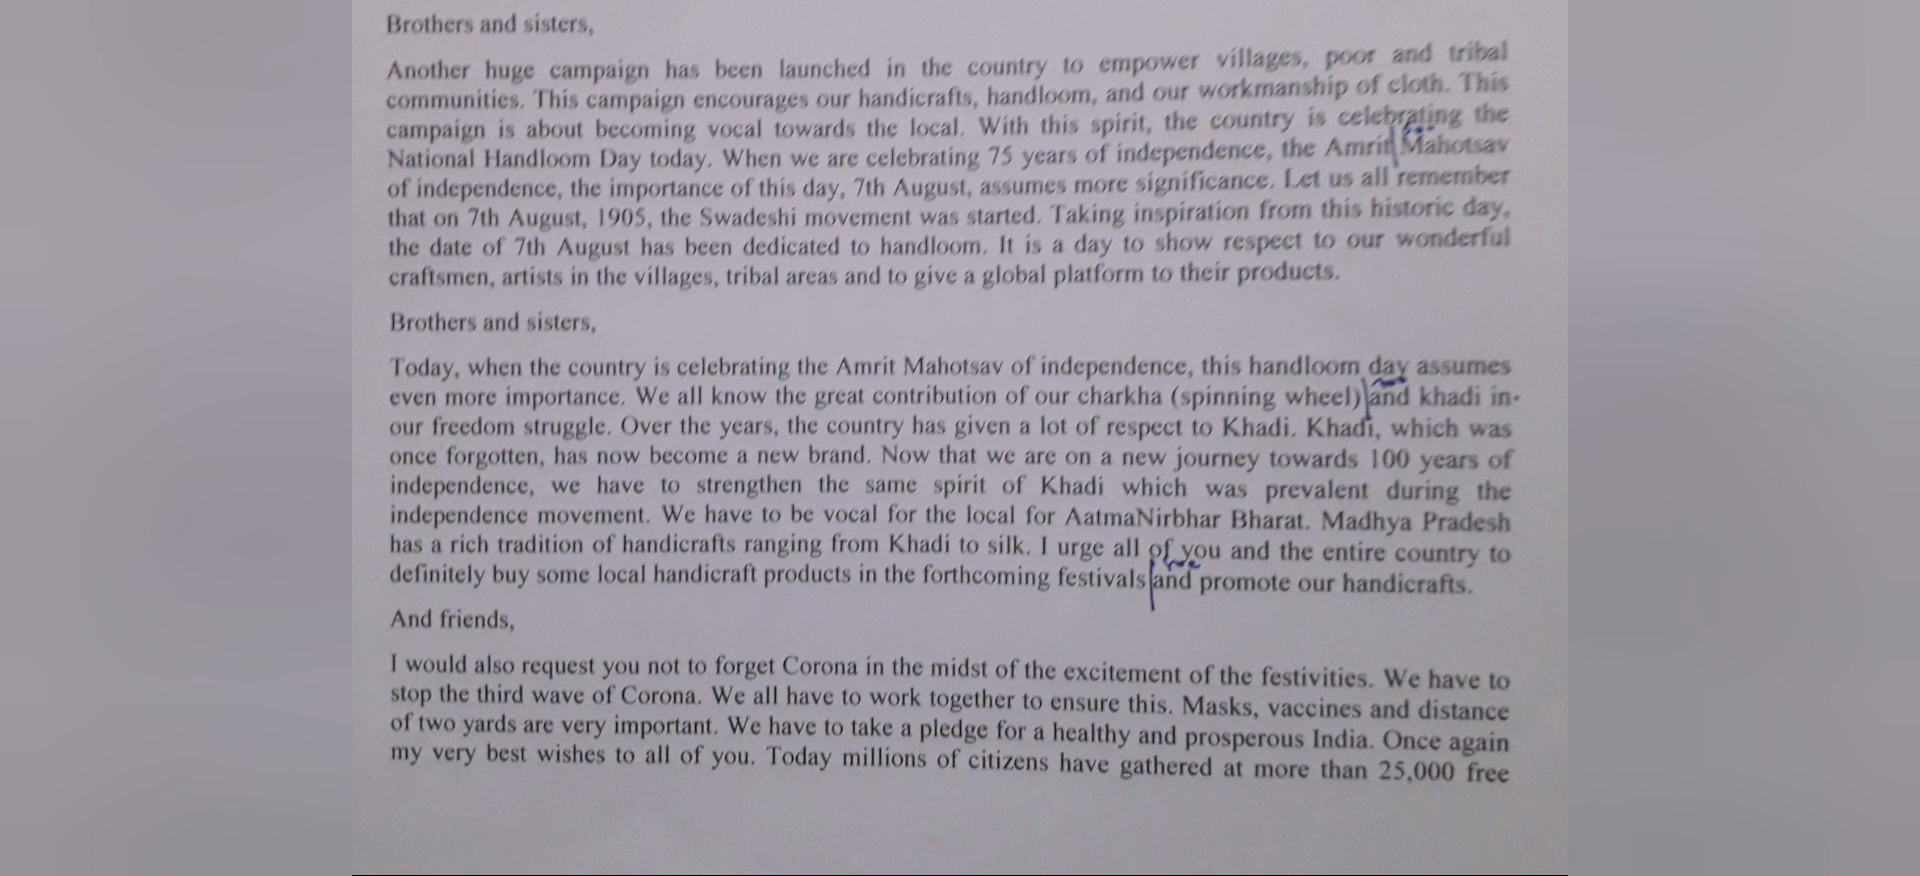 Brothers and sisters,
Another huge campaign has been launched in the country to empower villages, poor and tribal
communities. This campaign encourages our handicrafts, handloom, and our workmanship of cloth. This
campaign is about becoming vocal towards the local. With this spirit, the country is celebrating the
National Handloom Day today. When we are celebrating 75 years of independence, the Amrit Mahotsav
of independence, the importance of this day, 7th August, assumes more significance. Let us all remember
that on 7th August, 1905, the Swadeshi movement was started. Taking inspiration from this historic day,
the date of 7th August has been dedicated to handloom. It is a day to show respect to our wonderful
craftsmen, artists in the villages, tribal areas and to give a global platform to their products.
Brothers and sisters,
Today, when the country is celebrating the Amrit Mahotsav of independence, this handloom day assumes
even more importance. We all know the great contribution of our charkha (spinning wheel) and khadi in
our freedom struggle. Over the years, the country has given a lot of respect to Khadi. Khadi, which was
once forgotten, has now become a new brand. Now that we are on a new journey towards 100 years of
independence, we have to strengthen the same spirit of Khadi which was prevalent during the
independence movement. We have to be vocal for the local for AatmaNirbhar Bharat. Madhya Pradesh
has a rich tradition of handicrafts ranging from Khadi to silk. I urge all of you and the entire country to
definitely buy some local handicraft products in the forthcoming festivals and promote our handicrafts.
And friends,
I would also request you not to forget Corona in the midst of the excitement of the festivities. We have to
stop the third wave of Corona. We all have to work together to ensure this. Masks, vaccines and distance
of two yards are very important. We have to take a pledge for a healthy and prosperous India. Once again
my very best wishes to all of you. Today millions of citizens have gathered at more than 25,000 free